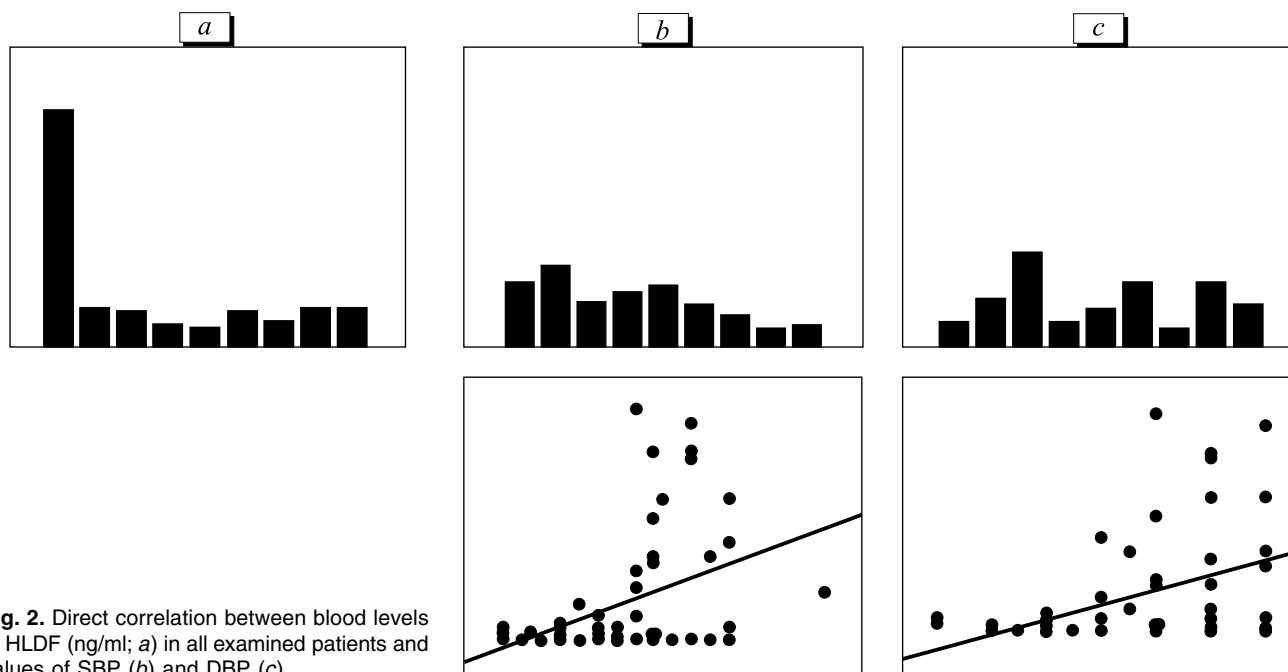 a
b
c
g. 2. Direct correlation between blood levels
HLDF (ng/ml; a) in all examined patients and
alues of SBP (b) and DBP (c)